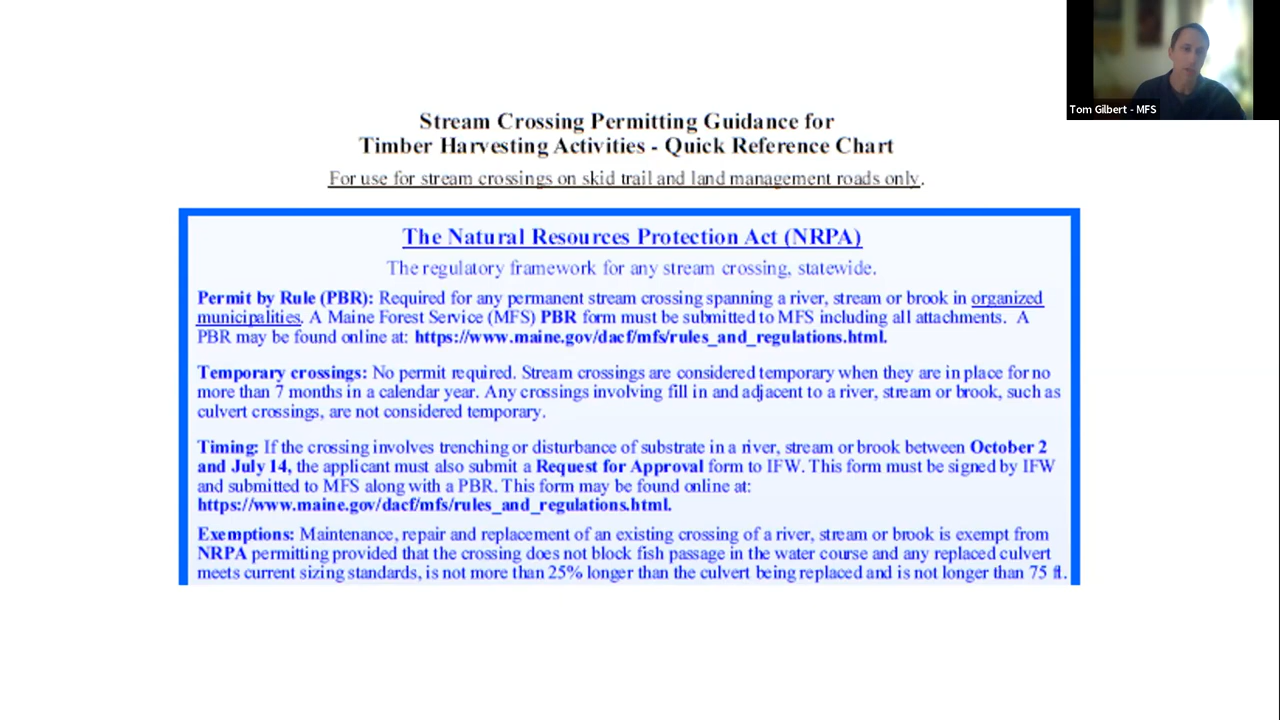 Tom Gilbert - MFS
Stream Crossing Permitting Guidance for
Timber Harvesting Activities - Quick Reference Chart
For use for stream crossings on skid trail and land management roads only.
The Natural Resources Protection Act (NRPA)
The regulatory framework for any stream crossing, statewide.
Permit by Rule (PBR): Required for any permanent stream crossing spanning a river, stream or brook in organized
municipalities. A Maine Forest Service (MFS) PBR form must be submitted to MFS including all attachments. A
PBR may be found online at: https://www.maine.gov/dacf/mfs/rules_and_regulations.html.
Temporary crossings: No permit required. Stream crossings are considered temporary when they are in place for no
more than 7 months in a calendar year. Any crossings involving fill in and adjacent to a river, stream or brook, such as
culvert crossings, are not considered temporary.
Timing: If the crossing involves trenching or disturbance of substrate in a river, stream or brook between October 2
and July 14, the applicant must also submit a Request for Approval form to IFW. This form must be signed by IFW
and submitted to MFS along with a PBR. This form may be found online at:
https://www.maine.gov/dacf/mfs/rules_and_regulations.html.
Exemptions: Maintenance, repair and replacement of an existing crossing of a river, stream or brook is exempt from
NRPA permitting provided that the crossing does not block fish passage in the water course and any replaced culvert
meets current sizing standards, is not more than 25% longer than the culvert being replaced and is not longer than 75 ft.